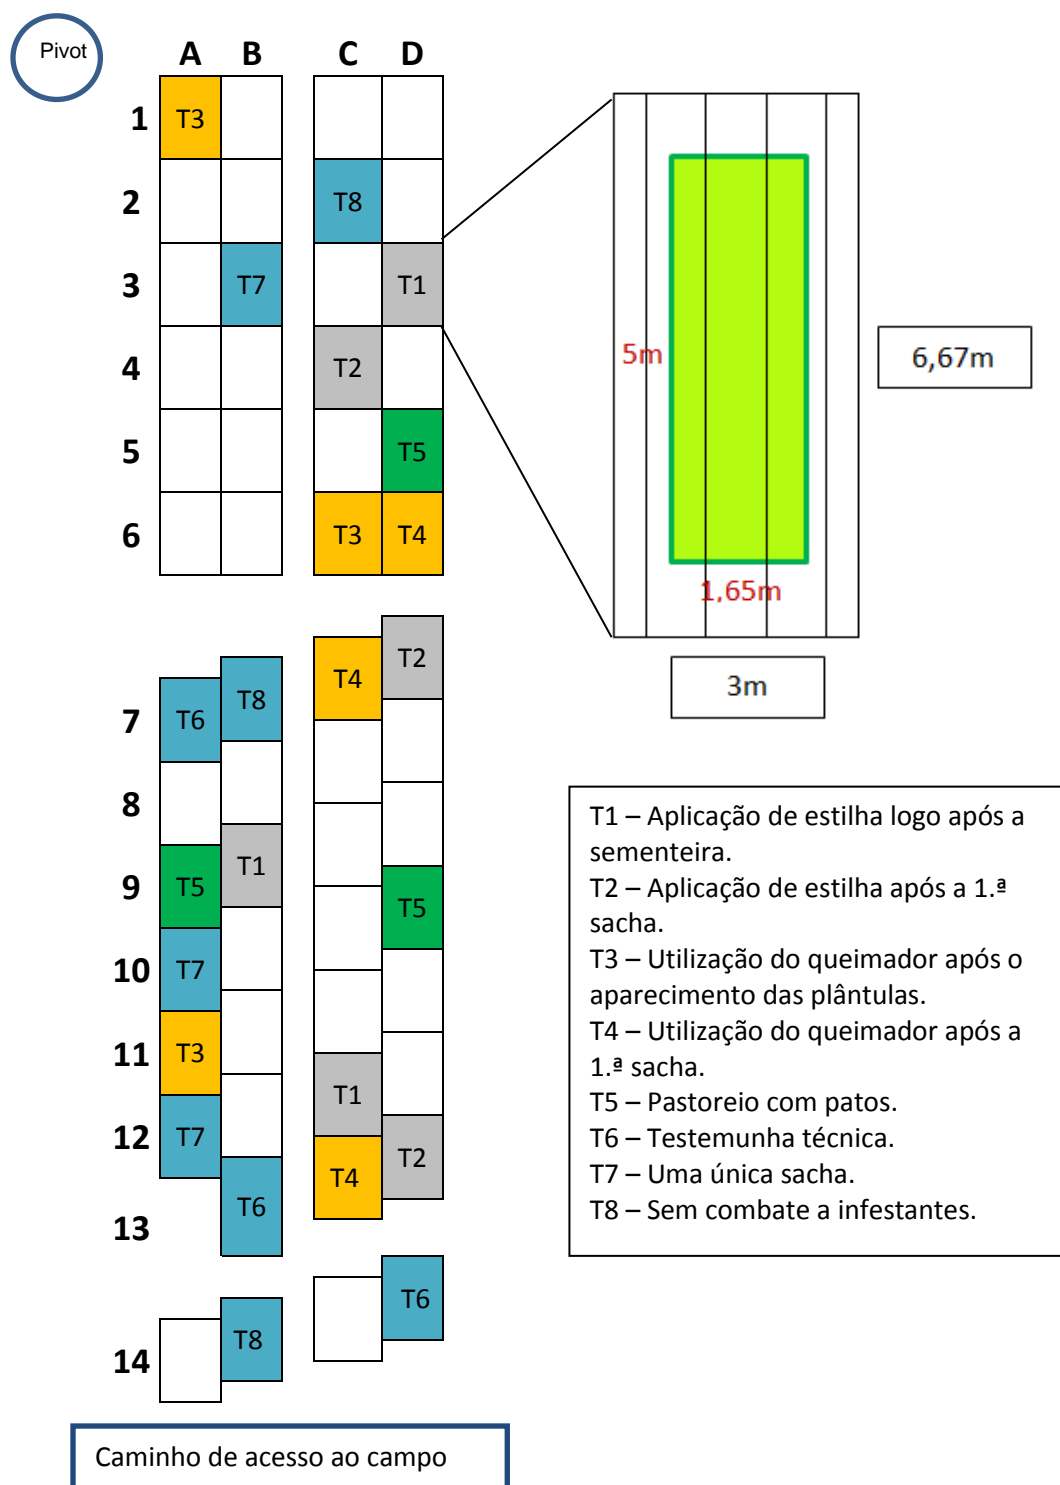 Pivot
A B C D
1 T3
2 T8
3 T7 T1
4 T2
5 T5
6 T3 T4
5m
6,67m
1,65m
3m
7 T6 T8 T4 T2
8
9 T5 T1 T5
10 T7
11 T3 T1
12 T7 T4 T2
13 T6
14 T8 T6
T1 – Aplicação de estilha logo após a
sementeira.
T2 – Aplicação de estilha após a 1.ª
sacha.
T3 – Utilização do queimador após o
aparecimento das plântulas.
T4 – Utilização do queimador após a
1.ª sacha.
T5 – Pastoreio com patos.
T6 – Testemunha técnica.
T7 – Uma única sacha.
T8 – Sem combate a infestantes.
Caminho de acesso ao campo